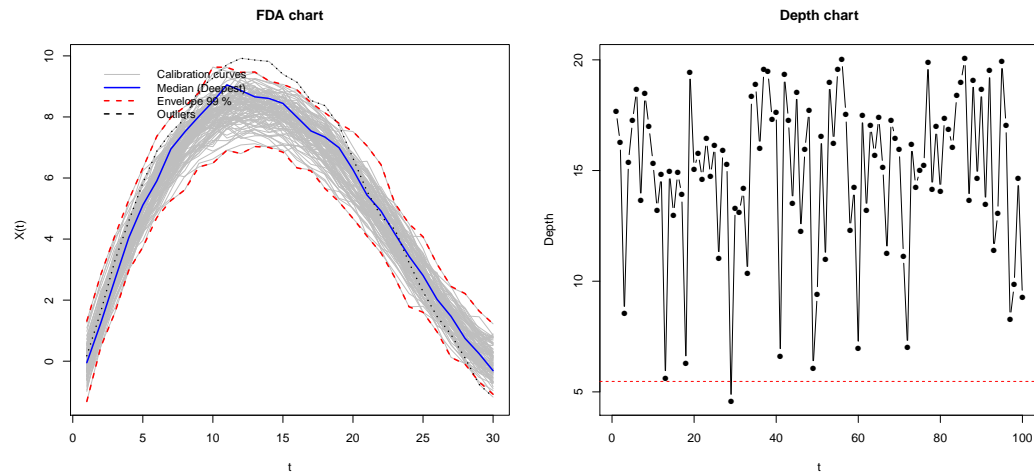 FDA chart
X(t)
10
8
6
4
2
0
Calibration curves
Median (Deepest)
Envelope 99 %
Outliers
0 5 10 15 20 25 30
t
Depth chart
Depth
20
15
10
5
0 20 40 60 80 100
t